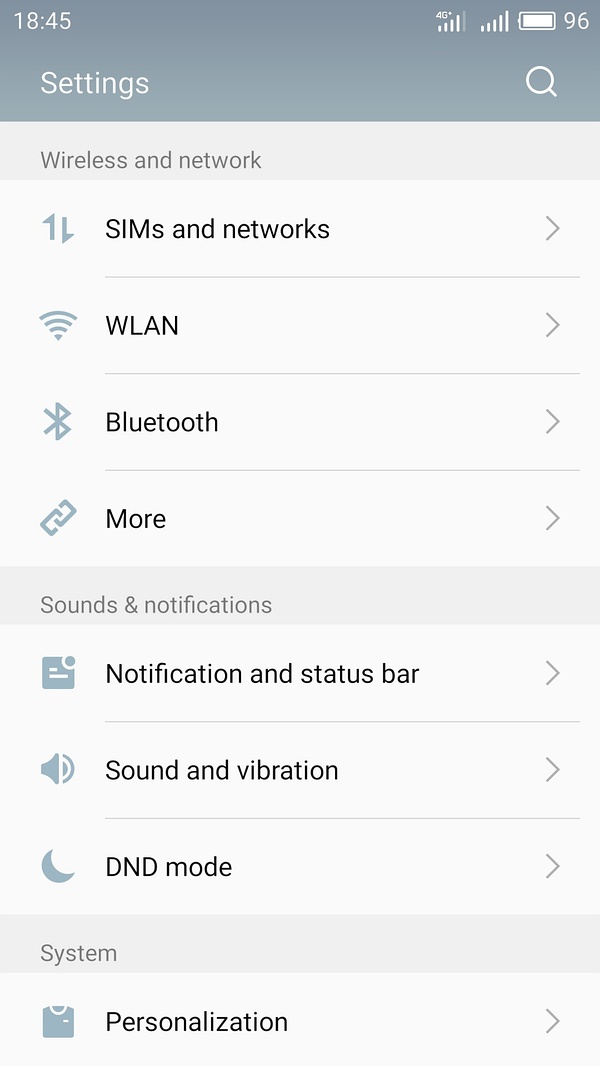 18:45 4G+ 96
Settings
Wireless and network
SIMs and networks
WLAN
Bluetooth
More
Sounds & notifications
Notification and status bar
Sound and vibration
DND mode
System
Personalization